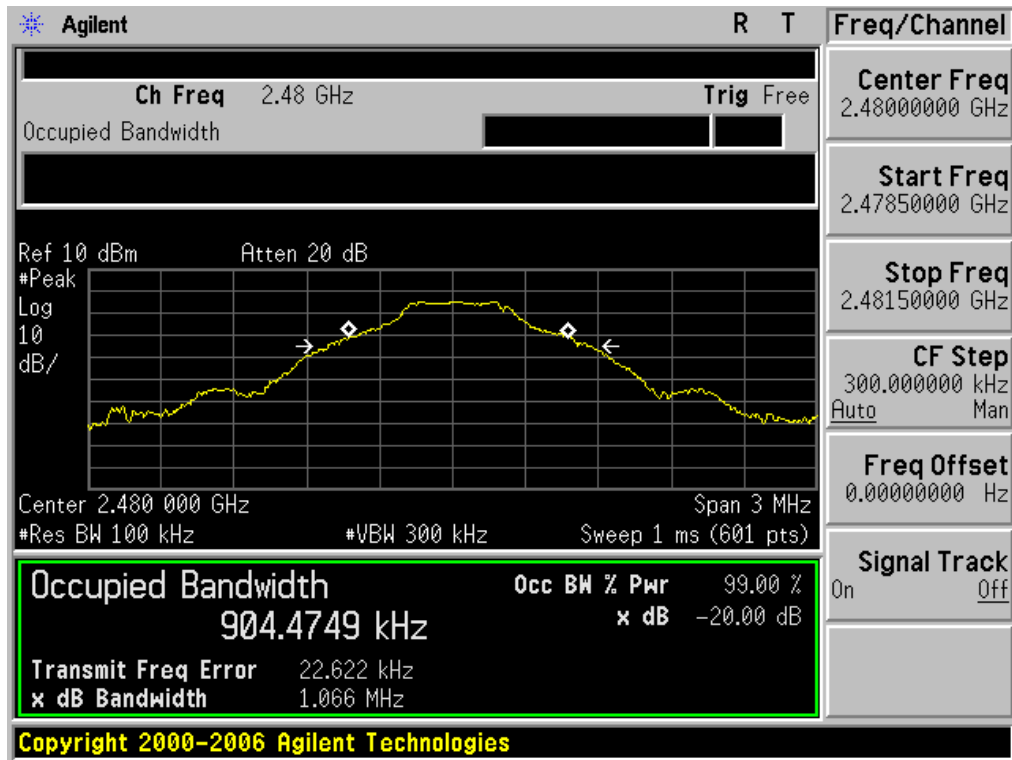 Agilent R T
Ch Freq 2.48 GHz Trig Free
Occupied Bandwidth
Ref 10 dBm Atten 20 dB
#Peak
Log
10
dB/
Center 2.480 000 GHz Span 3 MHz
#Res BW 100 kHz #VBW 300 kHz Sweep 1 ms (601 pts)
Occupied Bandwidth
904.4749 kHz
Occ BW % Pwr 99.00 %
x dB -20.00 dB
Transmit Freq Error 22.622 kHz
x dB Bandwidth 1.066 MHz
Copyright 2000-2006 Agilent Technologies
Freq/Channel
Center Freq
2.48000000 GHz
Start Freq
2.47850000 GHz
Stop Freq
2.48150000 GHz
CF Step
300.000000 kHz
Auto Man
Freq Offset
0.00000000 Hz
Signal Track
On Off